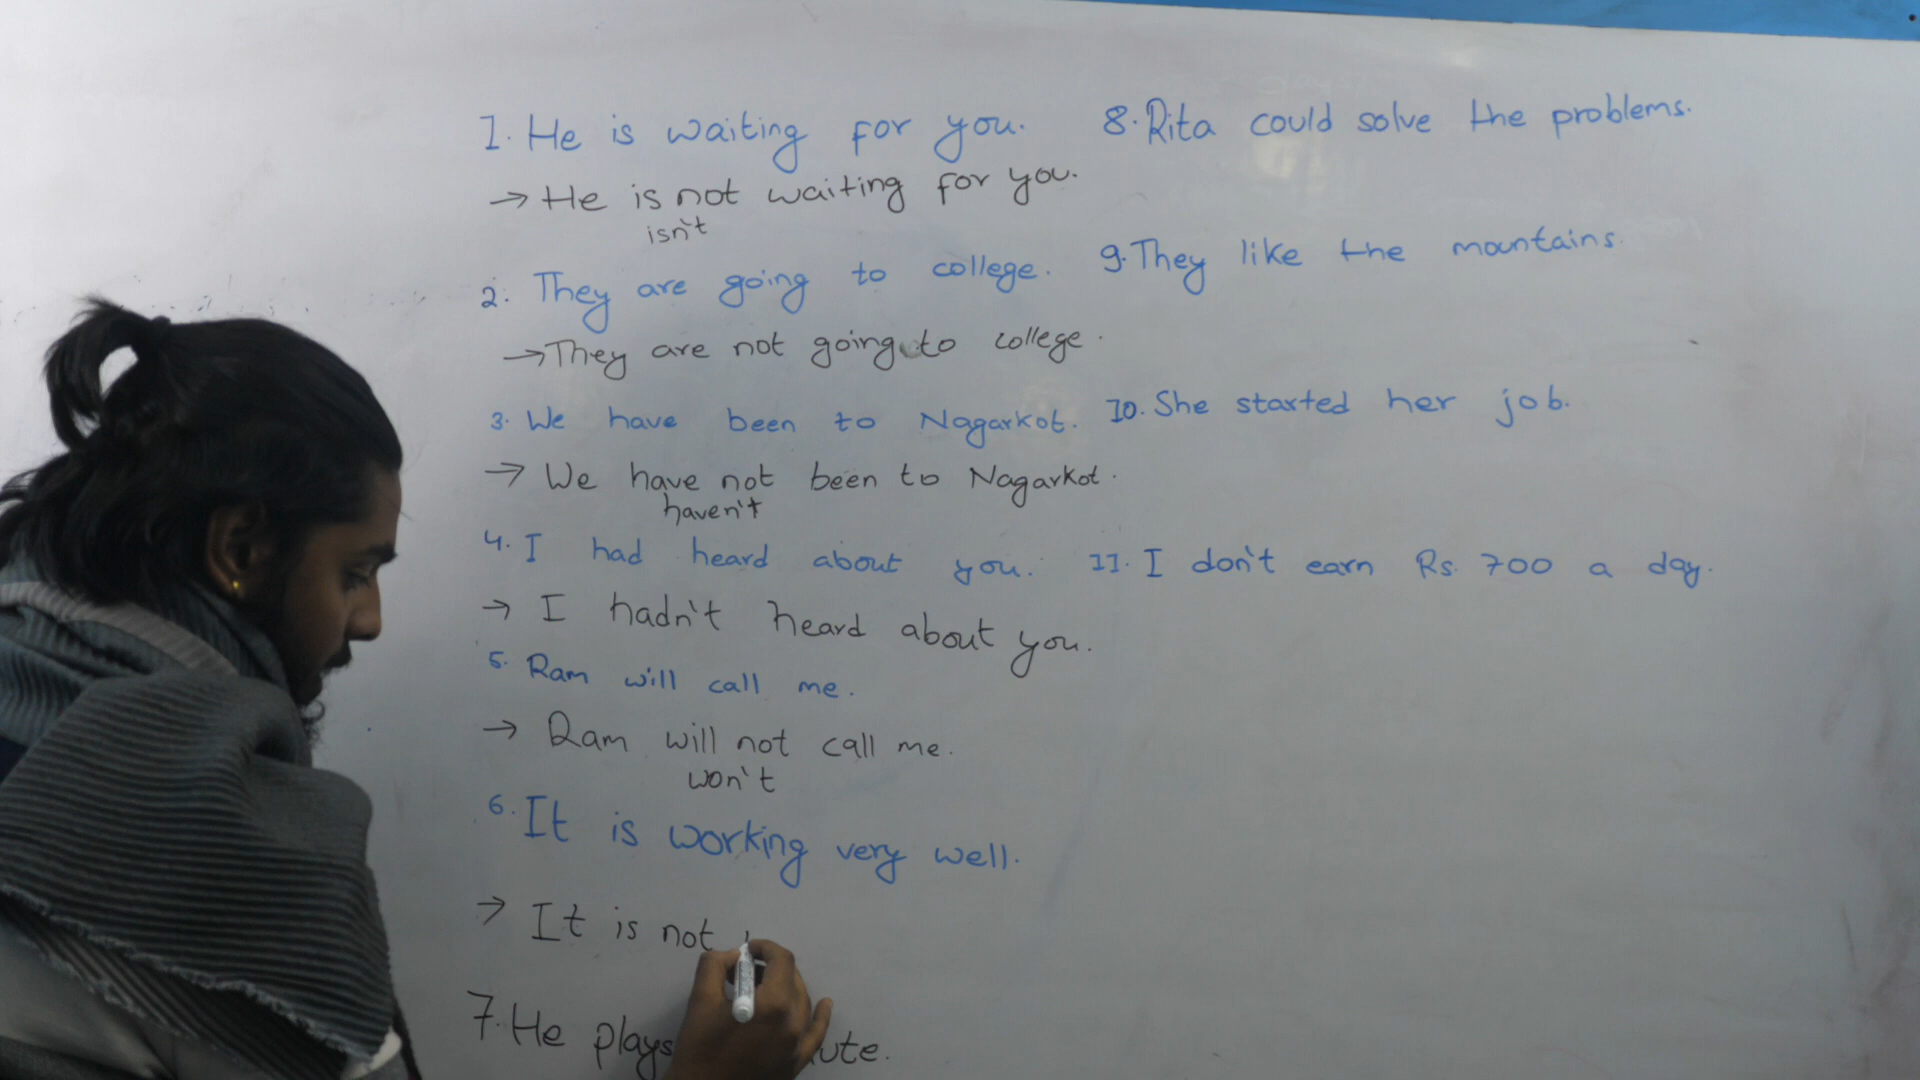 1. He is waiting for you.
→ He is not waiting for you.
isn't
2. They are going to college.
→ They are not going to college.
3. We have been to Nagarkot.
→ We have not been to Nagarkot.
haven't
4. I had heard about you.
→ I hadn't heard about you.
5. Ram will call me.
→ Ram will not call me.
won't
6. It is working very well.
→ It is not
7. He plays
8. Rita could solve the problems.
9. They like the mountains.
10. She started her job.
11. I don't earn Rs. 700 a day.